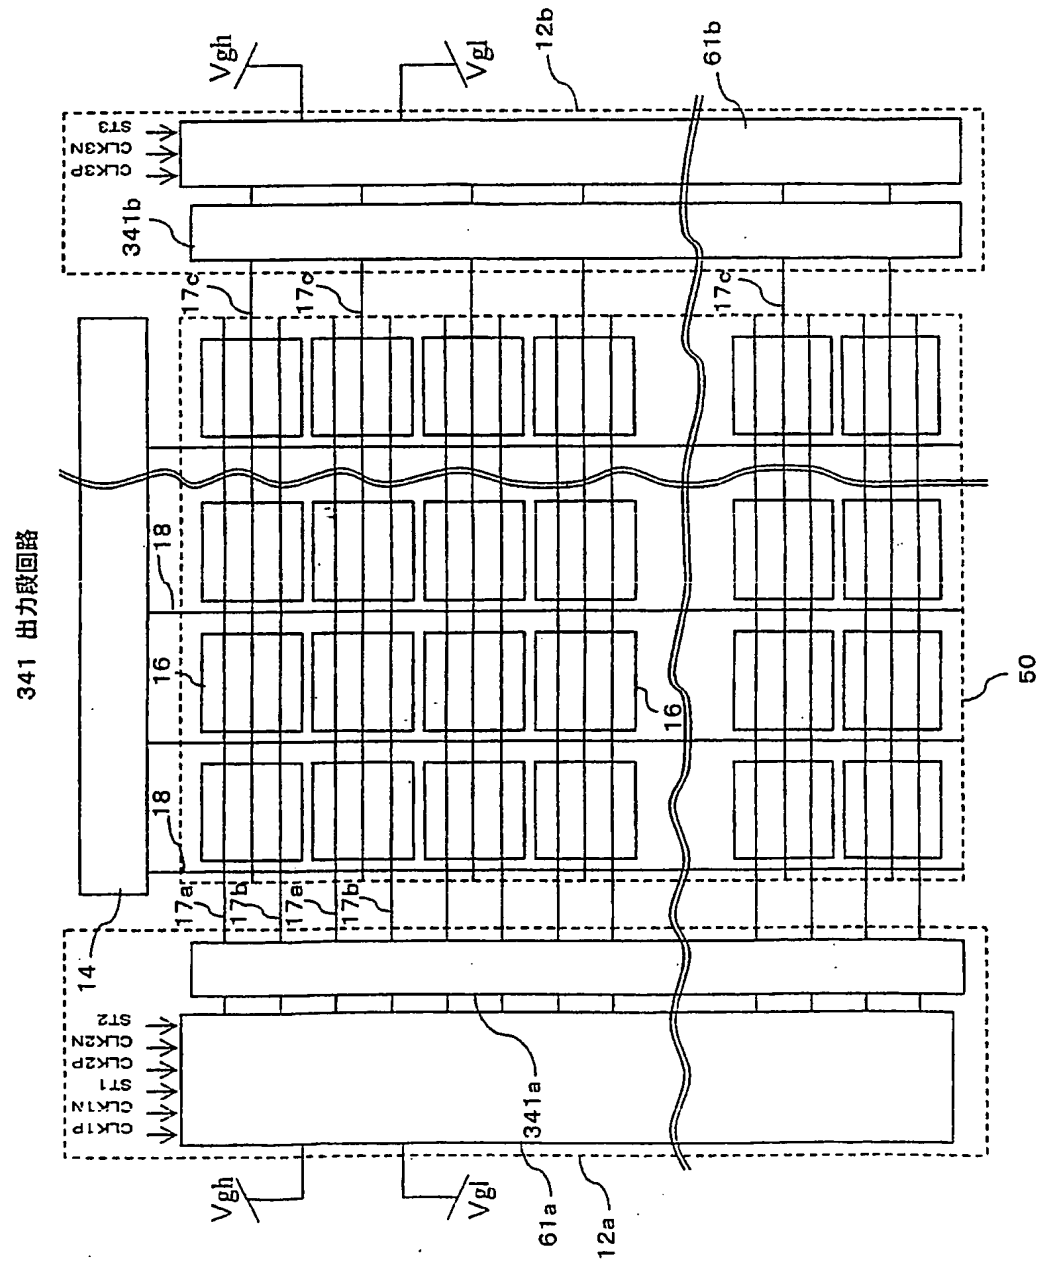 341 出力段回路
14
18
16
18
17a
17b
17a
17b
17c
17c
17c
16
50
341a
61a
12a
341b
61b
12b
Vgh
Vgl
Vgh
Vgl
CLK1P
CLK1N
ST1
CLK2P
CLK2N
ST2
CLK3P
CLK3N
ST3